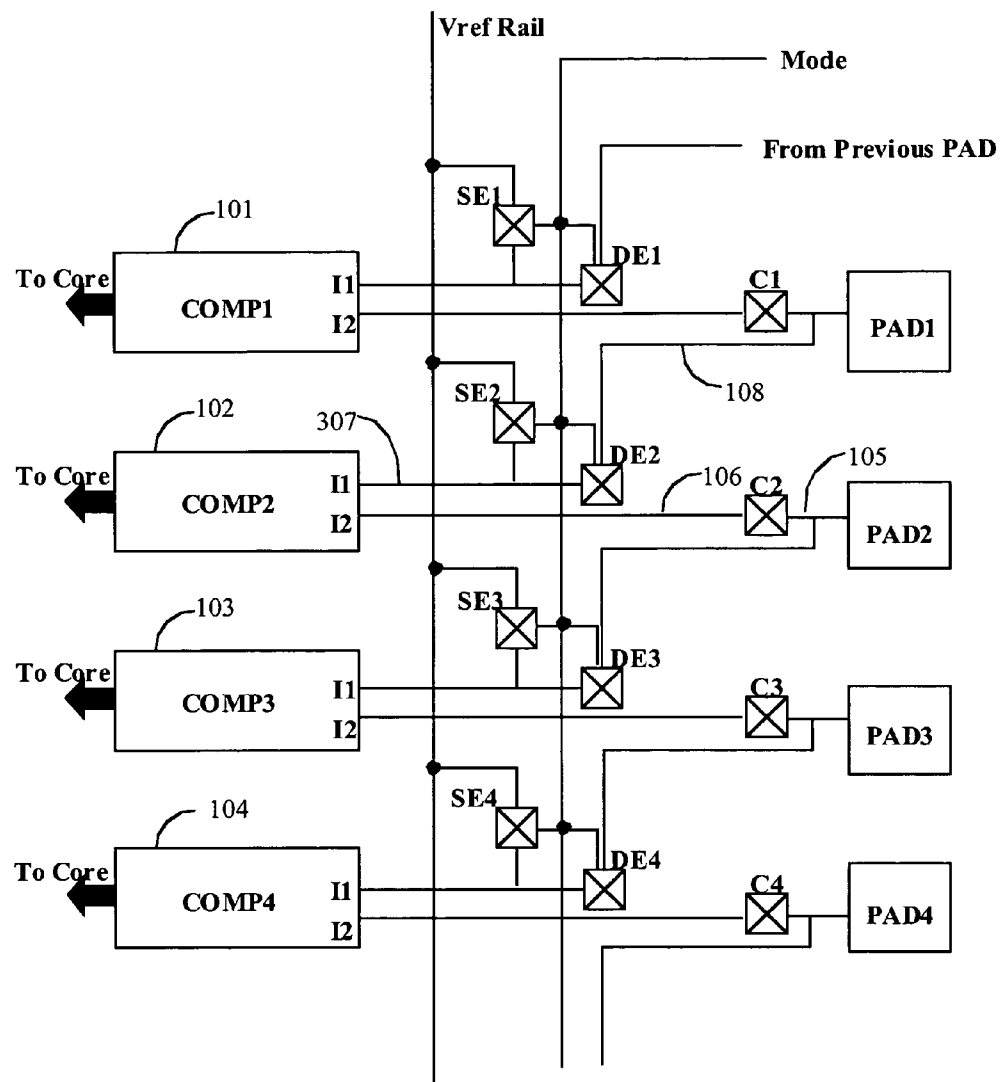 Vref Rail
Mode
From Previous PAD
SE1
DE1
101
To Core
COMP1
I1
I2
C1
PAD1
108
SE2
DE2
102
307
To Core
COMP2
I1
I2
106
C2
105
PAD2
SE3
DE3
103
To Core
COMP3
I1
I2
C3
PAD3
SE4
DE4
104
To Core
COMP4
I1
I2
C4
PAD4